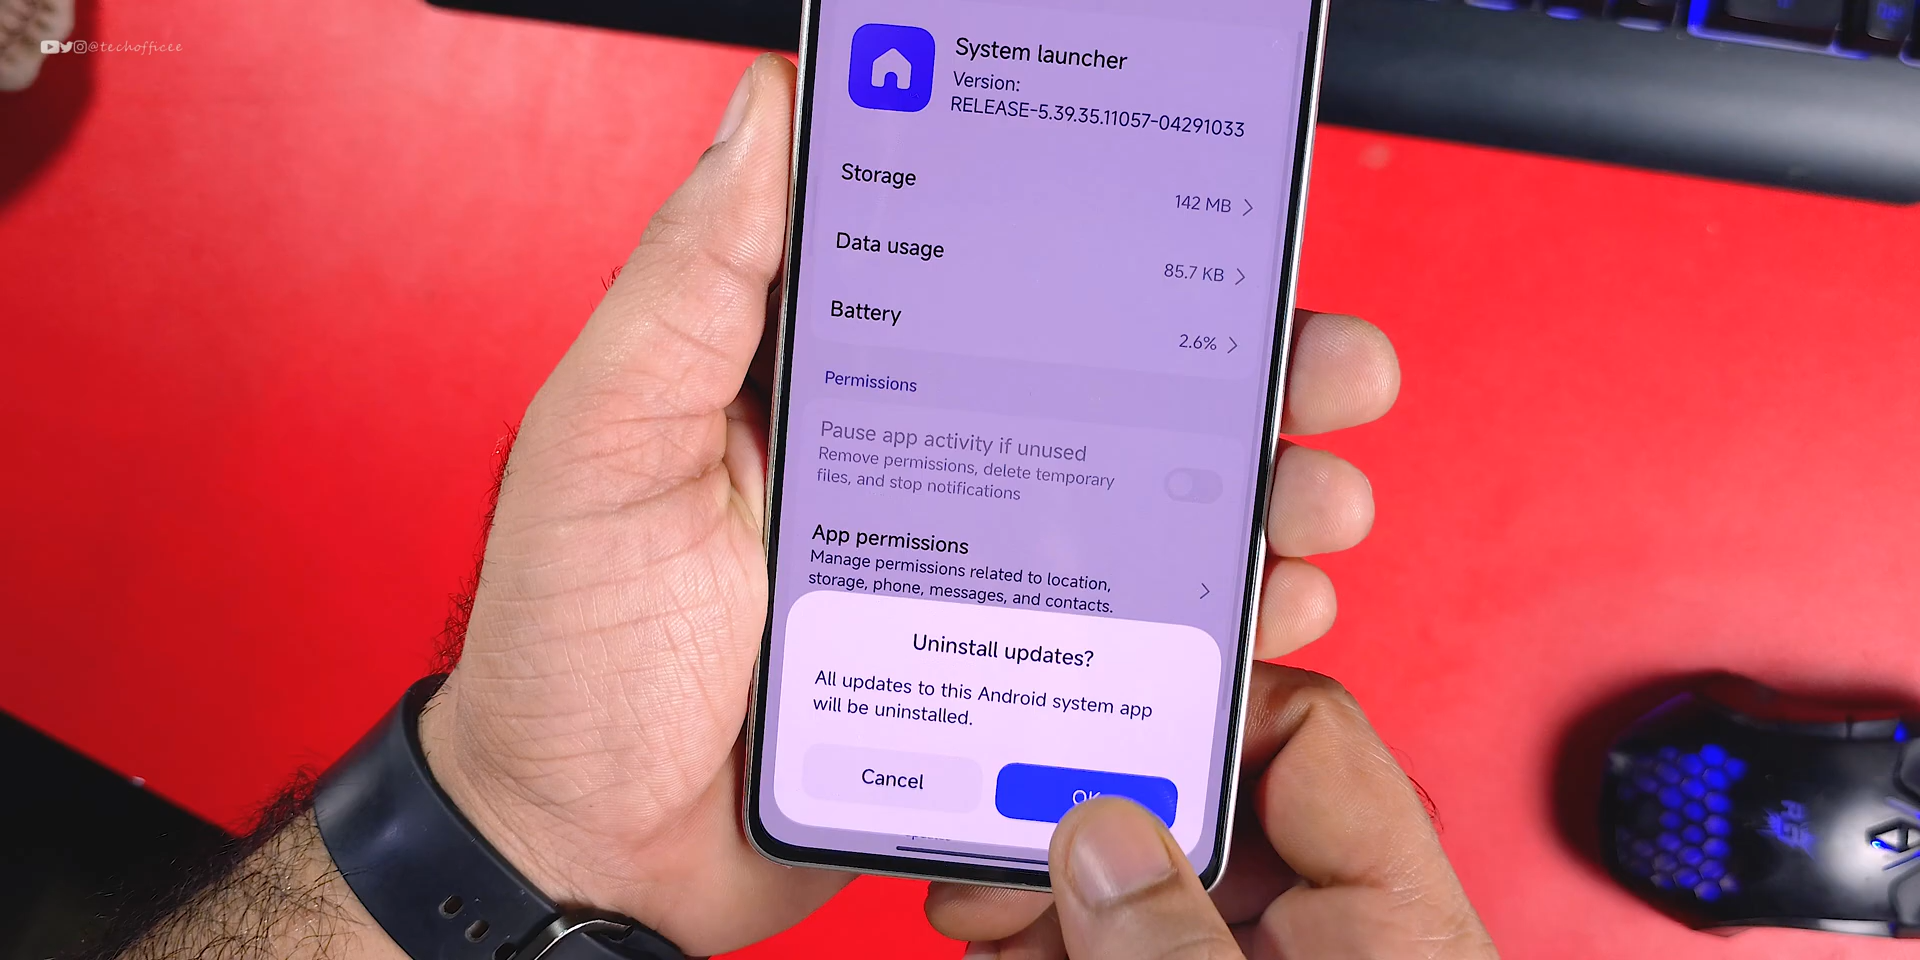 @techofficee
System launcher
Version:
RELEASE-5.39.35.11057-04291033
Storage
142 MB
Data usage
85.7 KB
Battery
2.6%
Permissions
Pause app activity if unused
Remove permissions, delete temporary
files, and stop notifications
App permissions
Manage permissions related to location,
storage, phone, messages, and contacts.
Uninstall updates?
All updates to this Android system app
will be uninstalled.
Cancel
OK